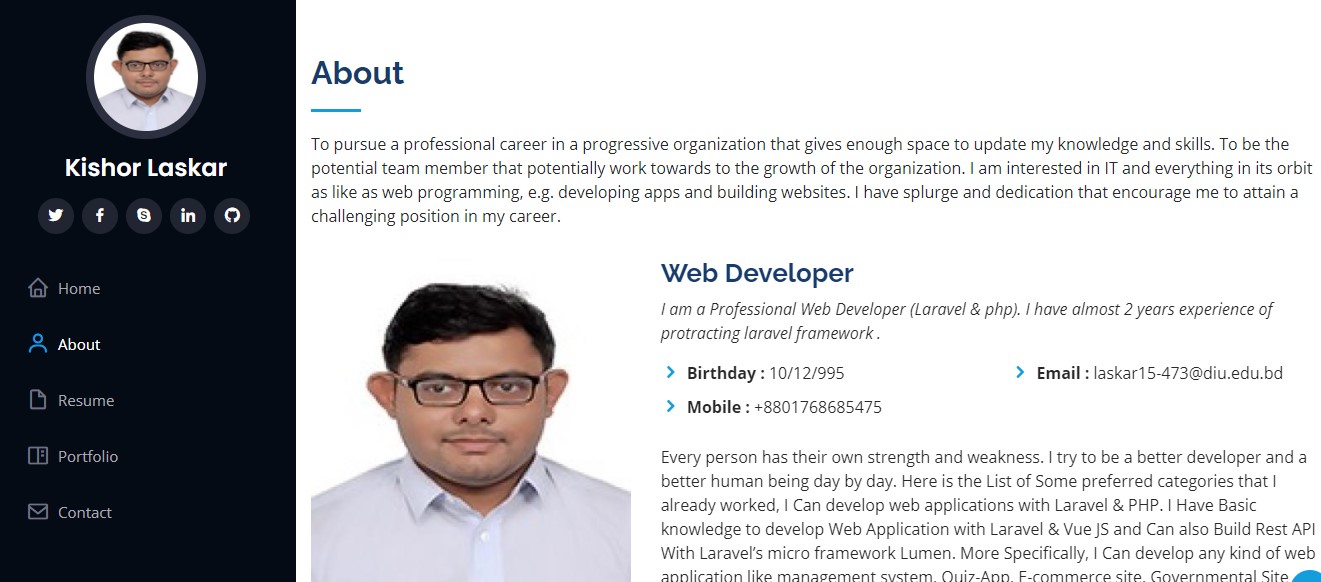 Kishor Laskar
Home
About
Resume
Portfolio
Contact
About
To pursue a professional career in a progressive organization that gives enough space to update my knowledge and skills. To be the
potential team member that potentially work towards to the growth of the organization. I am interested in IT and everything in its orbit
as like as web programming, e.g. developing apps and building websites. I have splurge and dedication that encourage me to attain a
challenging position in my career.
Web Developer
I am a Professional Web Developer (Laravel & php). I have almost 2 years experience of
protracting laravel framework .
Birthday : 10/12/995
Email : laskar15-473@diu.edu.bd
Mobile : +8801768685475
Every person has their own strength and weakness. I try to be a better developer and a
better human being day by day. Here is the List of Some preferred categories that I
already worked, I Can develop web applications with Laravel & PHP. I Have Basic
knowledge to develop Web Application with Laravel & Vue JS and Can also Build Rest API
With Laravel’s micro framework Lumen. More Specifically, I Can develop any kind of web
application like management system, Quiz-App, E-commerce site, Governmental Site